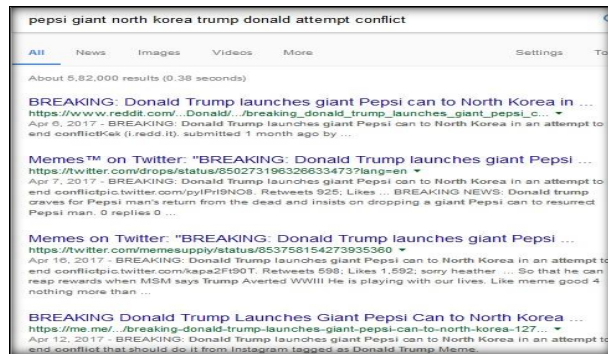 pepsi giant north korea trump donald attempt conflict
All News Images Videos More Settings To
About 5,82,000 results (0.38 seconds)
BREAKING: Donald Trump launches giant Pepsi can to North Korea in ...
https://www.reddit.com/...Donald/.../breaking_donald_trump_launches_giant_pepsi_c...
Apr 6, 2017 - BREAKING: Donald Trump launches giant Pepsi can to North Korea in an attempt to
end conflictKek (i.redd.it). submitted 1 month ago by ...
Memes™ on Twitter: "BREAKING: Donald Trump launches giant Pepsi ...
https://twitter.com/drops/status/850273196326633473?lang=en
Apr 7, 2017 - BREAKING: Donald Trump launches giant Pepsi can to North Korea in an attempt to
end conflictpic.twitter.com/pyIPrI9NO8. Retweets 925; Likes ... BREAKING NEWS: Donald trump
craves for Pepsi man's return from the dead and insists on dropping a giant Pepsi can to resurrect
Pepsi man. 0 replies 0 ...
Memes on Twitter: "BREAKING: Donald Trump launches giant Pepsi ...
https://twitter.com/memesupply/status/853758154273935360
Apr 16, 2017 - BREAKING: Donald Trump launches giant Pepsi can to North Korea in an attempt to
end conflictpic.twitter.com/kapa2Ft90T. Retweets 598; Likes 1,592; sorry heather ... So that he can
reap rewards when MSM says Trump Averted WWIII He is playing with our lives. Like meme good 4
nothing more than ...
BREAKING Donald Trump Launches Giant Pepsi Can to North Korea ...
https://me.me/.../breaking-donald-trump-launches-giant-pepsi-can-to-north-korea-127...
Apr 12, 2017 - BREAKING Donald Trump Launches Giant Pepsi Can to North Korea in an attempt to
end conflict that should do it from Instagram tagged as Donald Trump Meme.